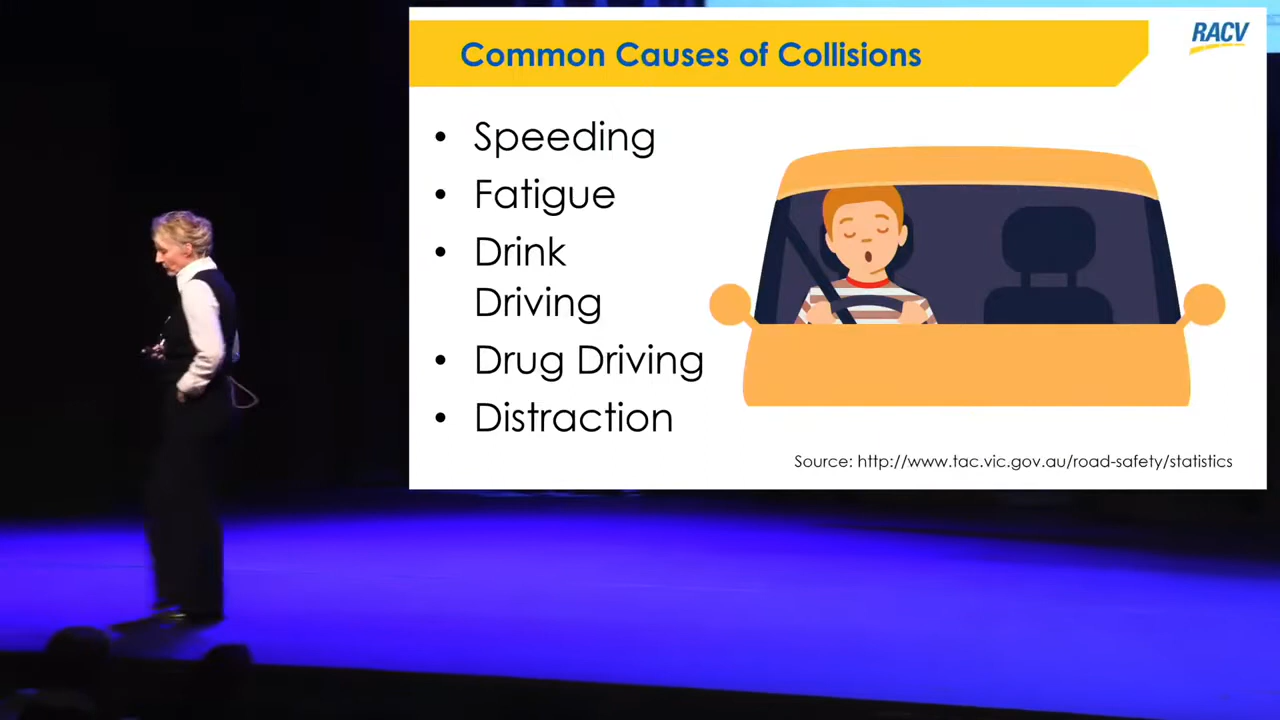 Common Causes of Collisions
RACV
• Speeding
• Fatigue
• Drink
Driving
• Drug Driving
• Distraction
Source: http://www.tac.vic.gov.au/road-safety/statistics